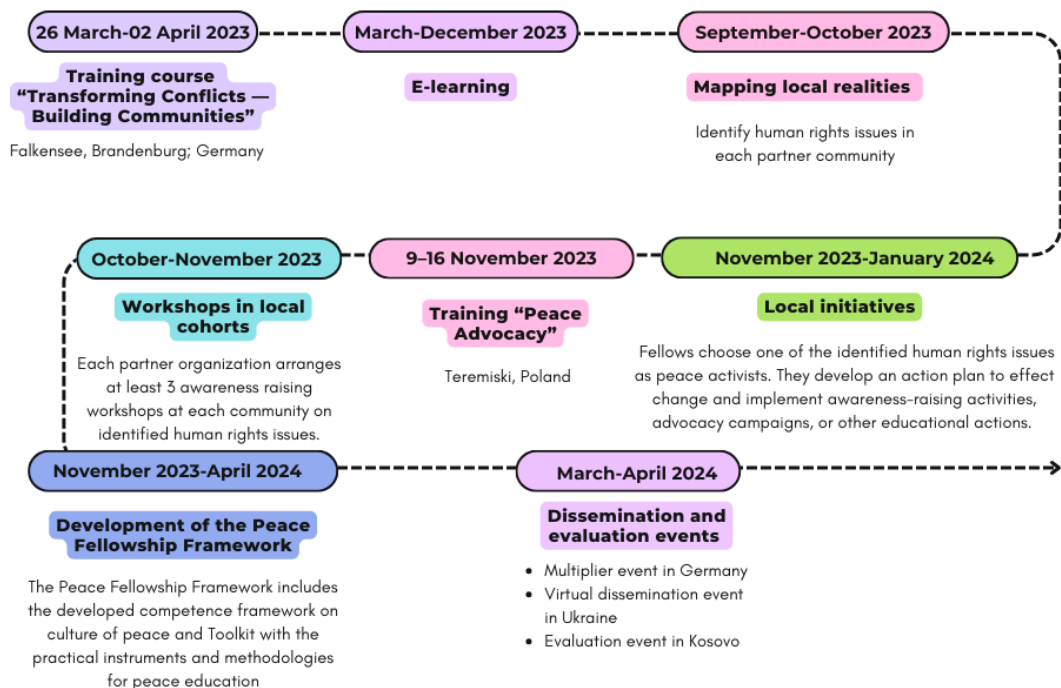 26 March-02 April 2023
Training course
“Transforming Conflicts —
Building Communities”
Falkensee, Brandenburg; Germany
March-December 2023
E-learning
September-October 2023
Mapping local realities
Identify human rights issues in
each partner community
October-November 2023
Workshops in local
cohorts
Each partner organization arranges
at least 3 awareness raising
workshops at each community on
identified human rights issues.
9–16 November 2023
Training “Peace
Advocacy”
Teremiski, Poland
November 2023-January 2024
Local initiatives
Fellows choose one of the identified human rights issues
as peace activists. They develop an action plan to effect
change and implement awareness-raising activities,
advocacy campaigns, or other educational actions.
November 2023-April 2024
Development of the Peace
Fellowship Framework
The Peace Fellowship Framework includes
the developed competence framework on
culture of peace and Toolkit with the
practical instruments and methodologies
for peace education
March-April 2024
Dissemination and
evaluation events
• Multiplier event in Germany
• Virtual dissemination event
in Ukraine
• Evaluation event in Kosovo